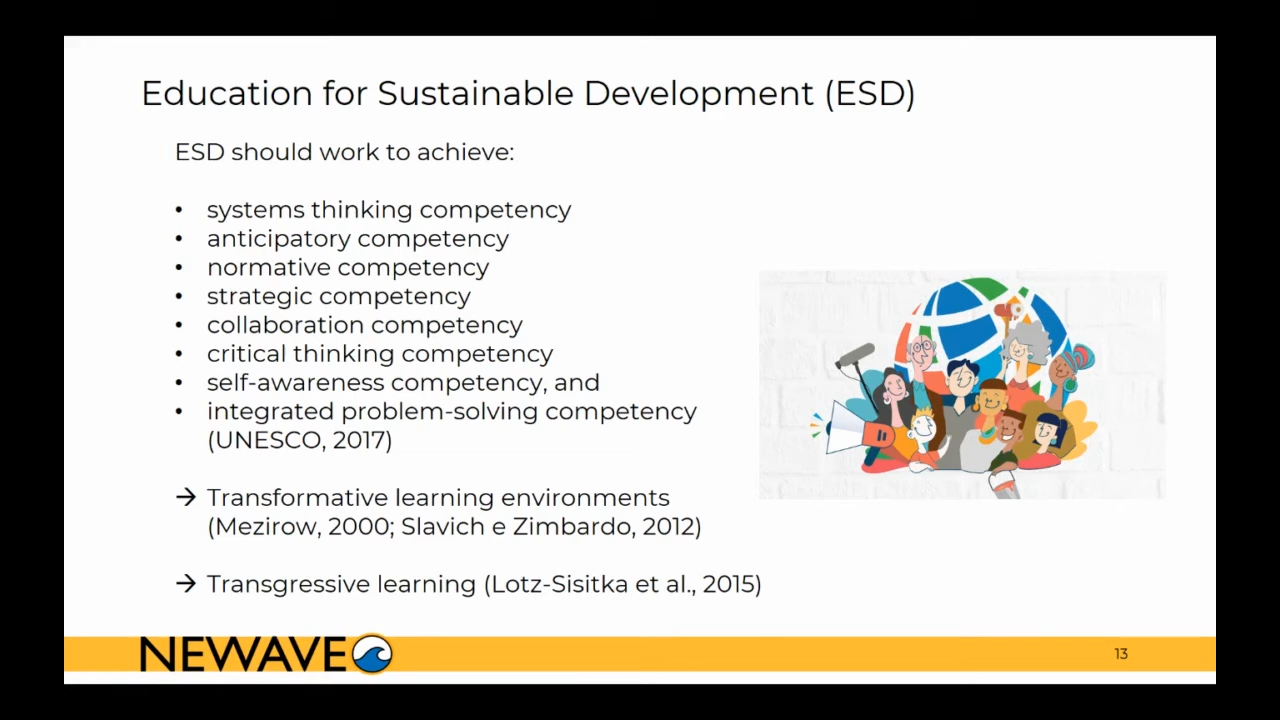 Education for Sustainable Development (ESD)
ESD should work to achieve:
• systems thinking competency
• anticipatory competency
• normative competency
• strategic competency
• collaboration competency
• critical thinking competency
• self-awareness competency, and
• integrated problem-solving competency
(UNESCO, 2017)
→ Transformative learning environments
(Mezirow, 2000; Slavich e Zimbardo, 2012)
→ Transgressive learning (Lotz-Sisitka et al., 2015)
NEWAVE
13